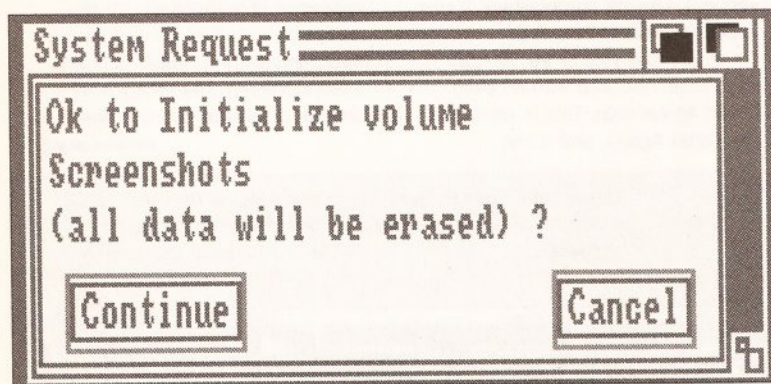 System Request
Ok to Initialize volume
Screenshots
(all data will be erased) ?
Continue
Cancel